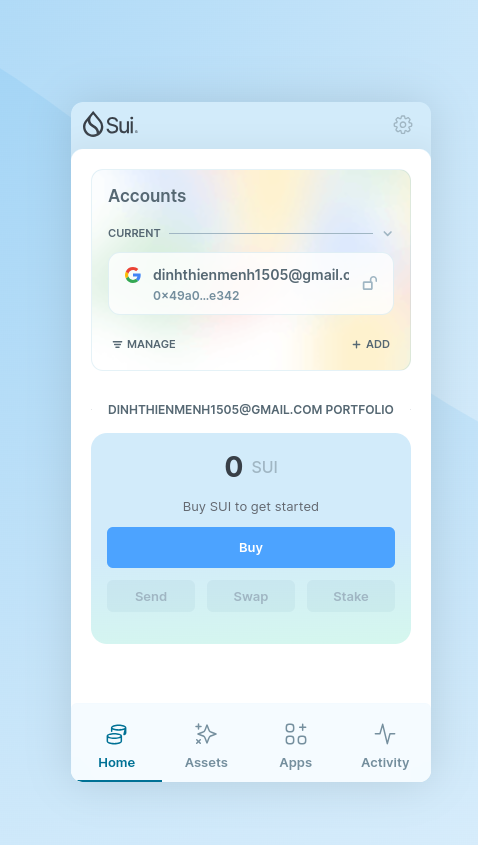 Sui.
Accounts
CURRENT
dinhthienmenh1505@gmail.c
0×49a0...e342
MANAGE
ADD
DINHTHIENMENH1505@GMAIL.COM PORTFOLIO
0 SUI
Buy SUI to get started
Buy
Send Swap Stake
Home Assets Apps Activity